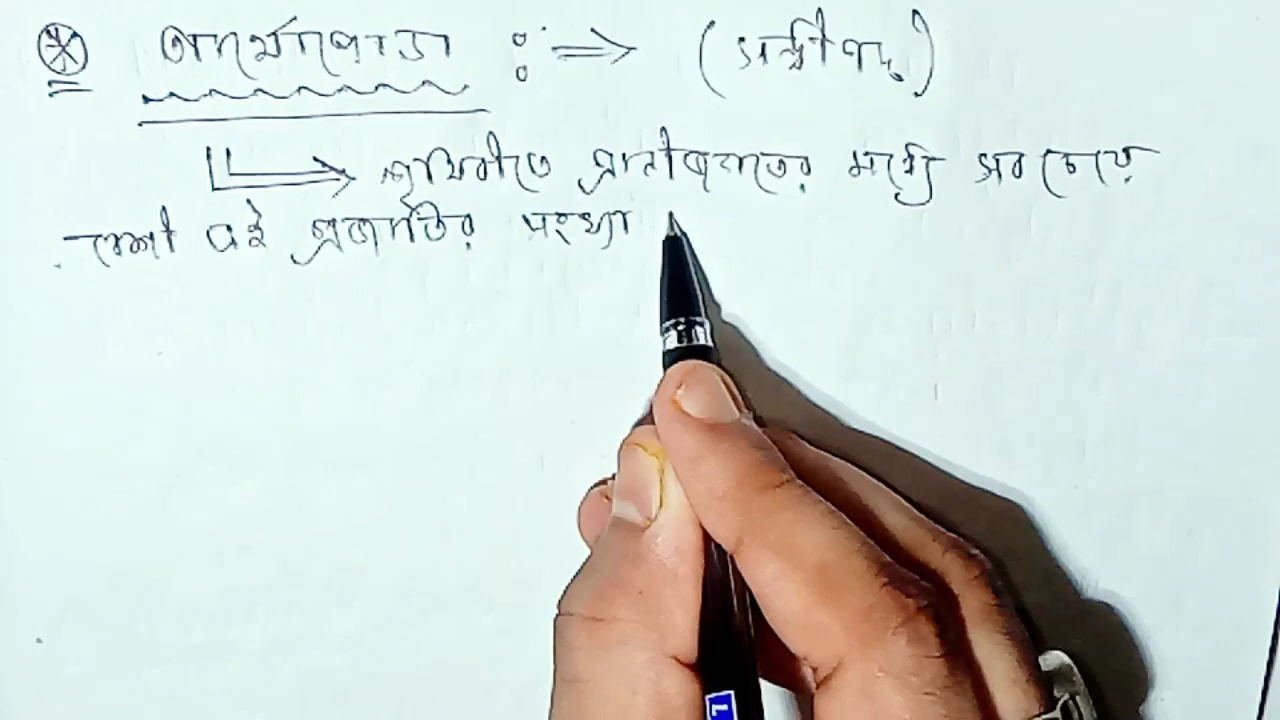 আর্থোপোডা :⇒ (সন্ধীপদ)
পৃথিবীতে প্রানীজগতের মধ্যে সবচেয়ে
বেশী এই প্রজাতির সংখ্যা
L